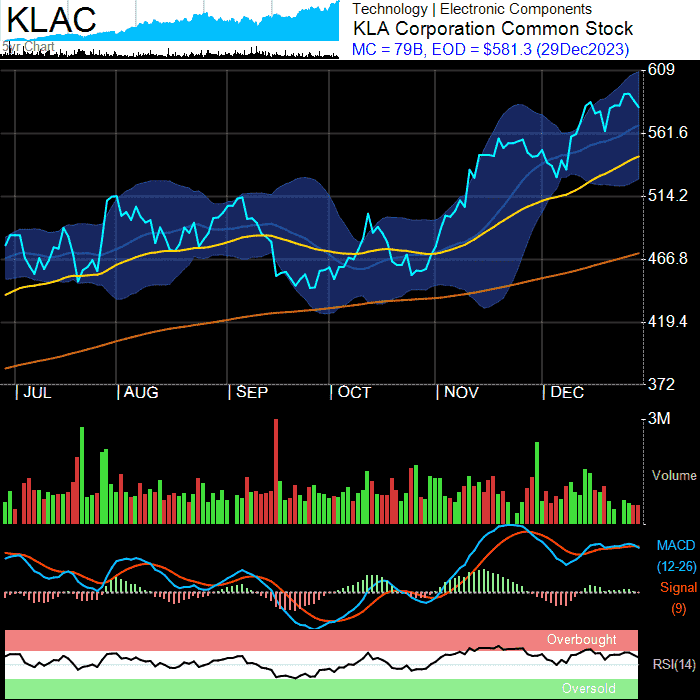 KLAC
5yr Chart
Technology | Electronic Components
KLA Corporation Common Stock
MC = 79B, EOD = $581.3 (29Dec2023)
609
561.6
514.2
466.8
419.4
372
JUL AUG SEP OCT NOV DEC
3M
Volume
MACD
(12-26)
Signal
(9)
Overbought
RSI(14)
Oversold